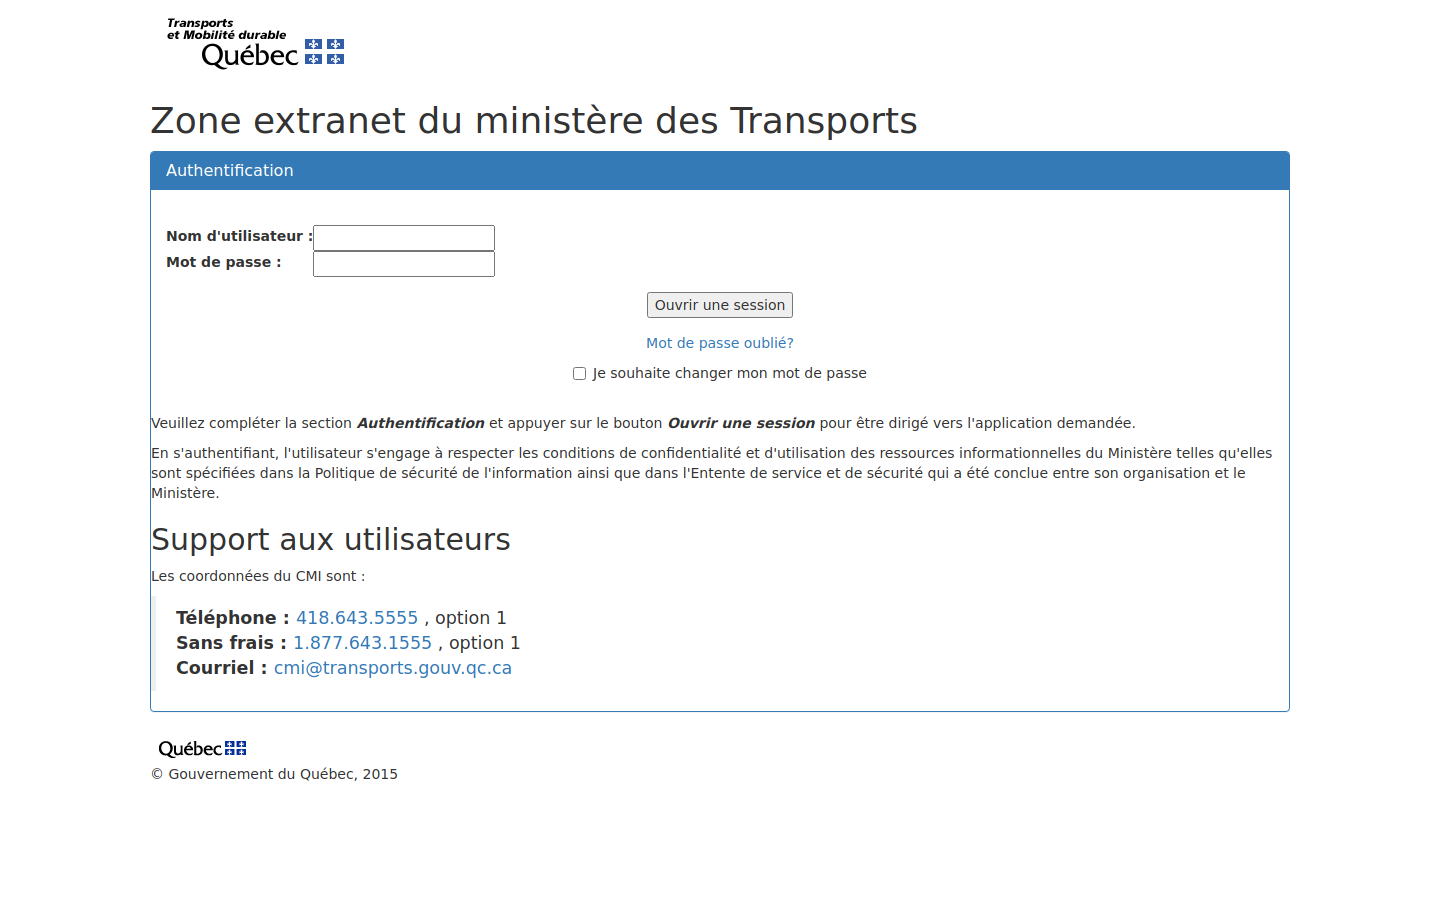 Transports
et Mobilité durable
Québec
Zone extranet du ministère des Transports
Authentification
Nom d'utilisateur :
Mot de passe :
Ouvrir une session
Mot de passe oublié?
Je souhaite changer mon mot de passe
Veuillez compléter la section Authentification et appuyer sur le bouton Ouvrir une session pour être dirigé vers l'application demandée.
En s'authentifiant, l'utilisateur s'engage à respecter les conditions de confidentialité et d'utilisation des ressources informationnelles du Ministère telles qu'elles
sont spécifiées dans la Politique de sécurité de l'information ainsi que dans l'Entente de service et de sécurité qui a été conclue entre son organisation et le
Ministère.
Support aux utilisateurs
Les coordonnées du CMI sont :
Téléphone : 418.643.5555 , option 1
Sans frais : 1.877.643.1555 , option 1
Courriel : cmi@transports.gouv.qc.ca
Québec
© Gouvernement du Québec, 2015